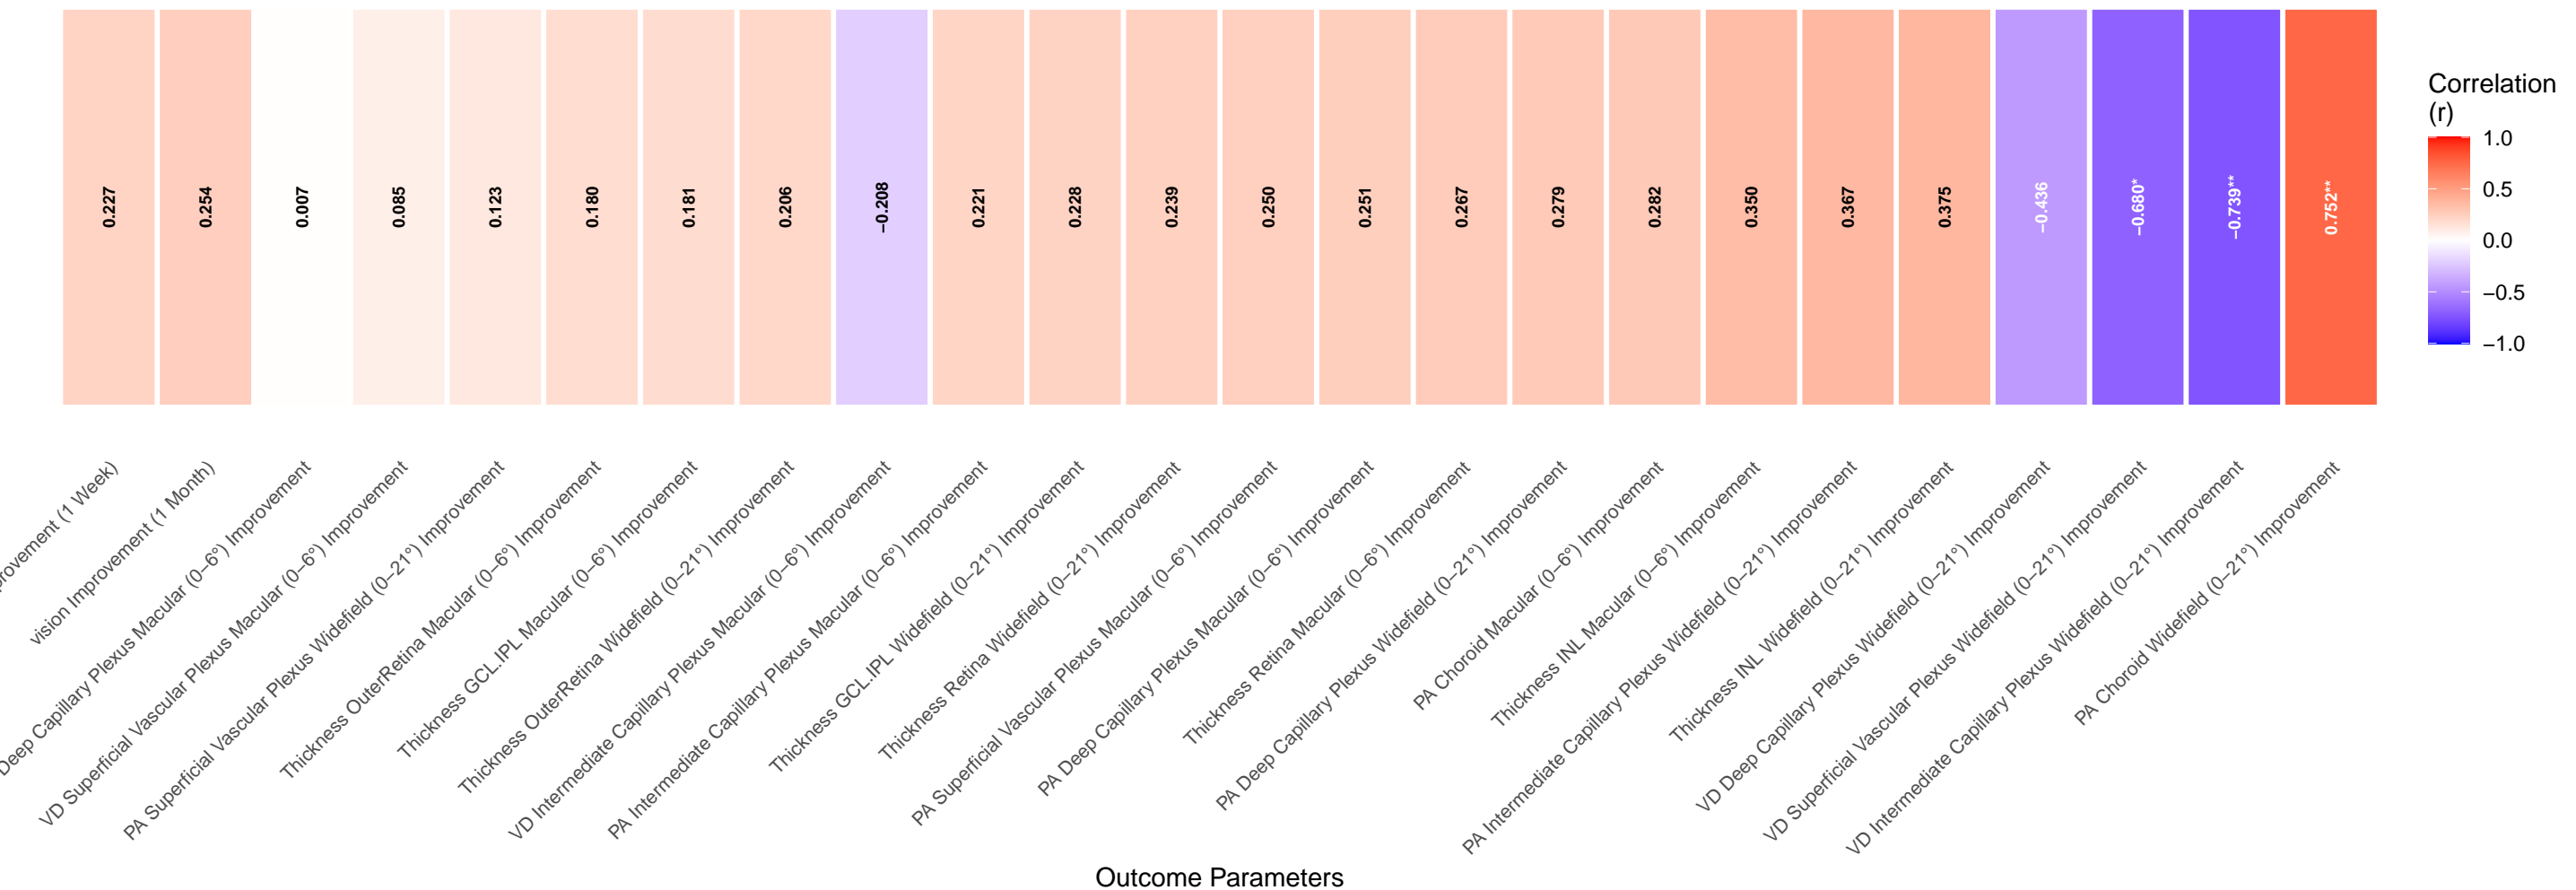 0.227
0.254
0.007
0.085
0.123
0.180
0.181
0.206
−0.208
0.221
0.228
0.239
0.250
0.251
0.267
0.279
0.282
0.350
0.367
0.375
−0.436
−0.680*
−0.739**
0.752**
Correlation
(r)
1.0
0.5
0.0
−0.5
−1.0
(1 Week)
vision Improvement (1 Month)
Deep Capillary Plexus Macular (0–6°) Improvement
VD Superficial Vascular Plexus Macular (0–6°) Improvement
PA Superficial Vascular Plexus Widefield (0–21°) Improvement
Thickness OuterRetina Macular (0–6°) Improvement
Thickness GCL.IPL Macular (0–6°) Improvement
Thickness OuterRetina Widefield (0–21°) Improvement
VD Intermediate Capillary Plexus Macular (0–6°) Improvement
PA Intermediate Capillary Plexus Macular (0–6°) Improvement
Thickness GCL.IPL Widefield (0–21°) Improvement
Thickness Retina Widefield (0–21°) Improvement
PA Superficial Vascular Plexus Macular (0–6°) Improvement
PA Deep Capillary Plexus Macular (0–6°) Improvement
Thickness Retina Macular (0–6°) Improvement
PA Deep Capillary Plexus Widefield (0–21°) Improvement
PA Choroid Macular (0–6°) Improvement
Thickness INL Macular (0–6°) Improvement
PA Intermediate Capillary Plexus Widefield (0–21°) Improvement
Thickness INL Widefield (0–21°) Improvement
VD Deep Capillary Plexus Widefield (0–21°) Improvement
VD Superficial Vascular Plexus Widefield (0–21°) Improvement
VD Intermediate Capillary Plexus Widefield (0–21°) Improvement
PA Choroid Widefield (0–21°) Improvement
Outcome Parameters